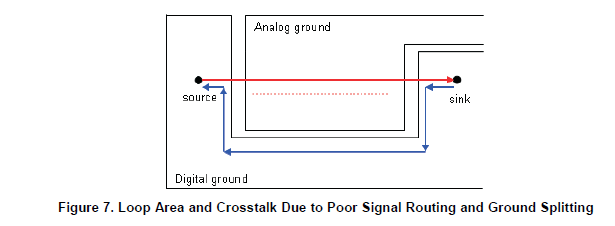 Analog ground
source
sink
Digital ground
Figure 7. Loop Area and Crosstalk Due to Poor Signal Routing and Ground Splitting